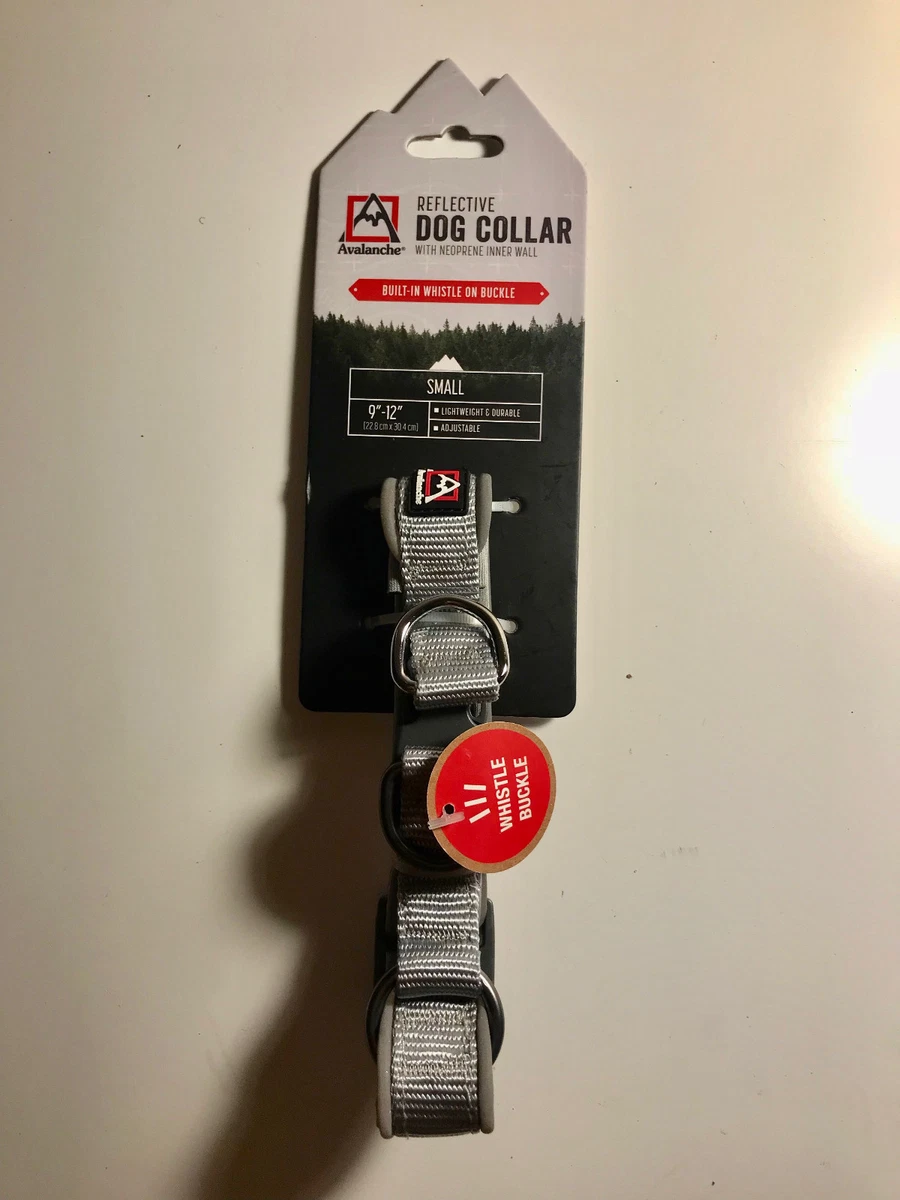 REFLECTIVE
DOG COLLAR
WITH NEOPRENE INNER WALL
Avalanche®
BUILT-IN WHISTLE ON BUCKLE
SMALL
9"-12"
(22.8 cm x 30.4 cm)
■ LIGHTWEIGHT & DURABLE
■ ADJUSTABLE
Avalanche
WHISTLE
BUCKLE